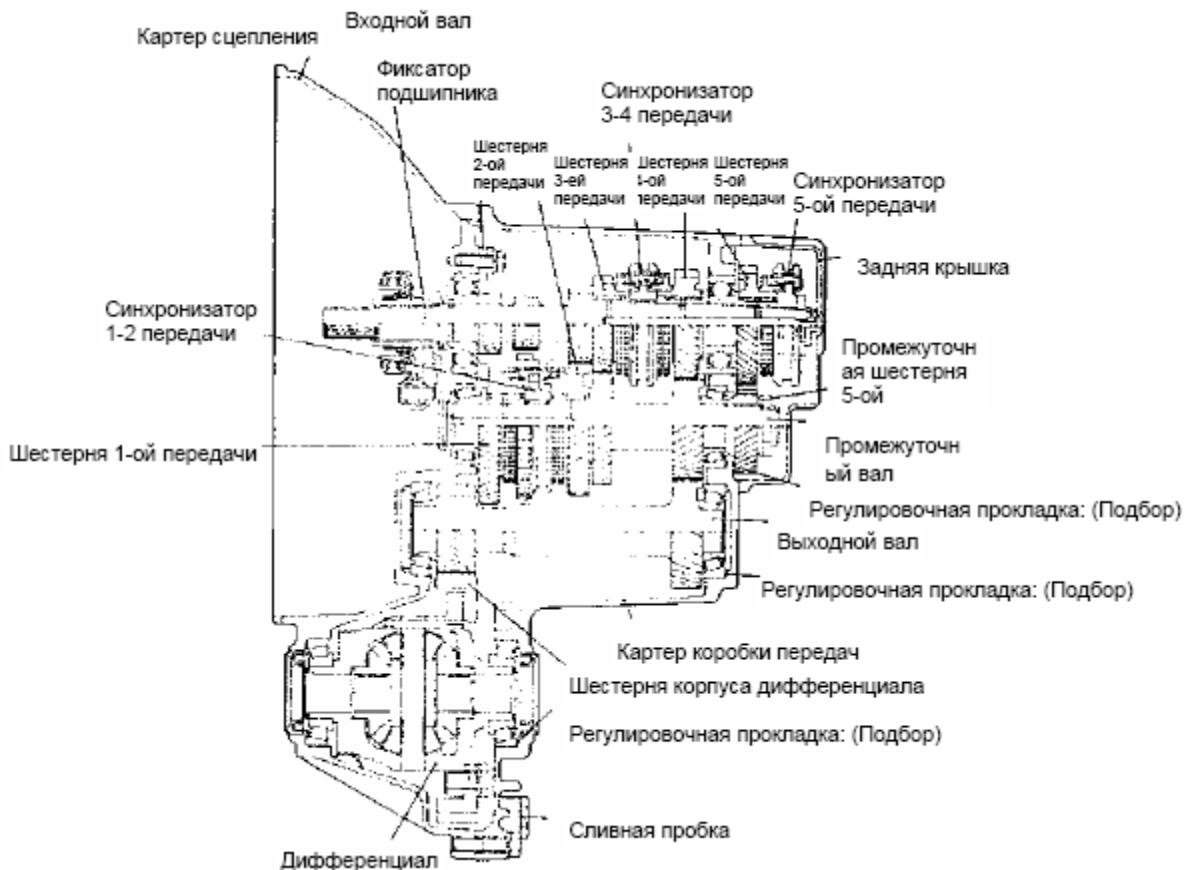 Картер сцепления
Входной вал
Фиксатор
подшипника
Синхронизатор
3-4 передачи
Шестерня
2-ой
передачи
Шестерня
3-ей
передачи
Шестерня
4-ой
передачи
Шестерня
5-ой
передачи
Синхронизатор
5-ой передачи
Задняя крышка
Синхронизатор
1-2 передачи
Промежуточн
ая шестерня
5-ой
Шестерня 1-ой передачи
Промежуточн
ый вал
Регулировочная прокладка: (Подбор)
Выходной вал
Регулировочная прокладка: (Подбор)
Картер коробки передач
Шестерня корпуса дифференциала
Регулировочная прокладка: (Подбор)
Сливная пробка
Дифференциал